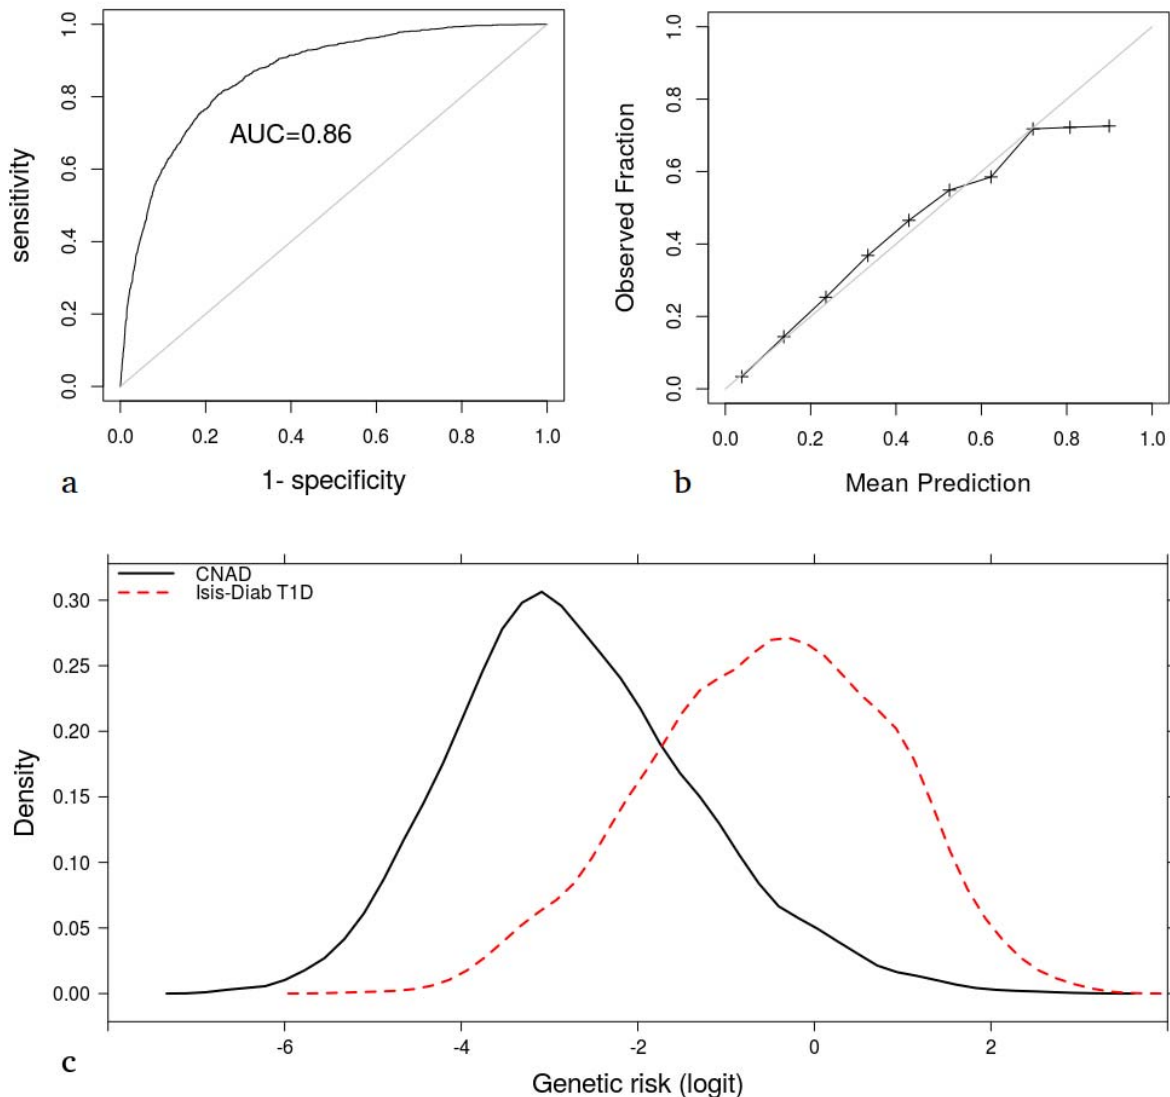 1.0
0.8
0.6
0.4
0.2
0.0
sensitivity
AUC=0.86
0.0 0.2 0.4 0.6 0.8 1.0
1- specificity
a
1.0
0.8
0.6
0.4
0.2
0.0
Observed Fraction
0.0 0.2 0.4 0.6 0.8 1.0
Mean Prediction
b
CNAD
Isis-Diab T1D
0.30
0.25
0.20
0.15
0.10
0.05
0.00
Density
-6 -4 -2 0 2
Genetic risk (logit)
c